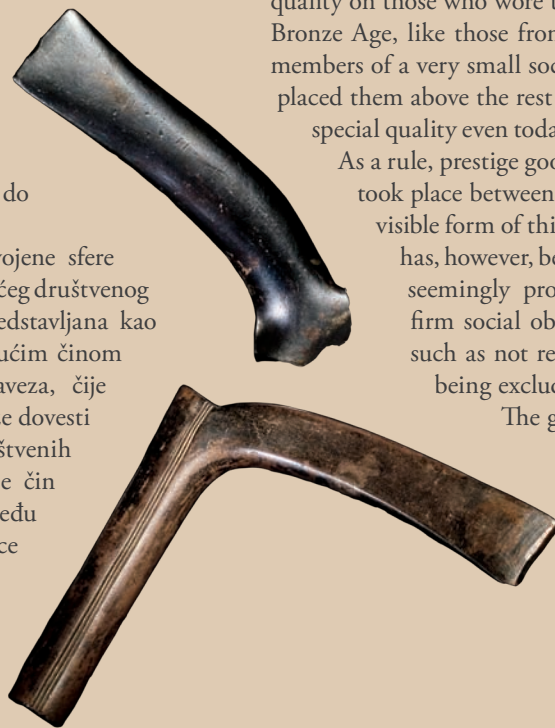 do
vojene sfere
ćeg društvenog
edstavljana kao
ućim činom
aveza, čije
e dovesti
štvenih
e čin
eđu
ce
quality on those who wore t
Bronze Age, like those from
members of a very small soc
placed them above the rest
special quality even toda
As a rule, prestige goo
took place between
visible form of thi
has, however, be
seemingly pro
firm social ob
such as not re
being exclud
The g